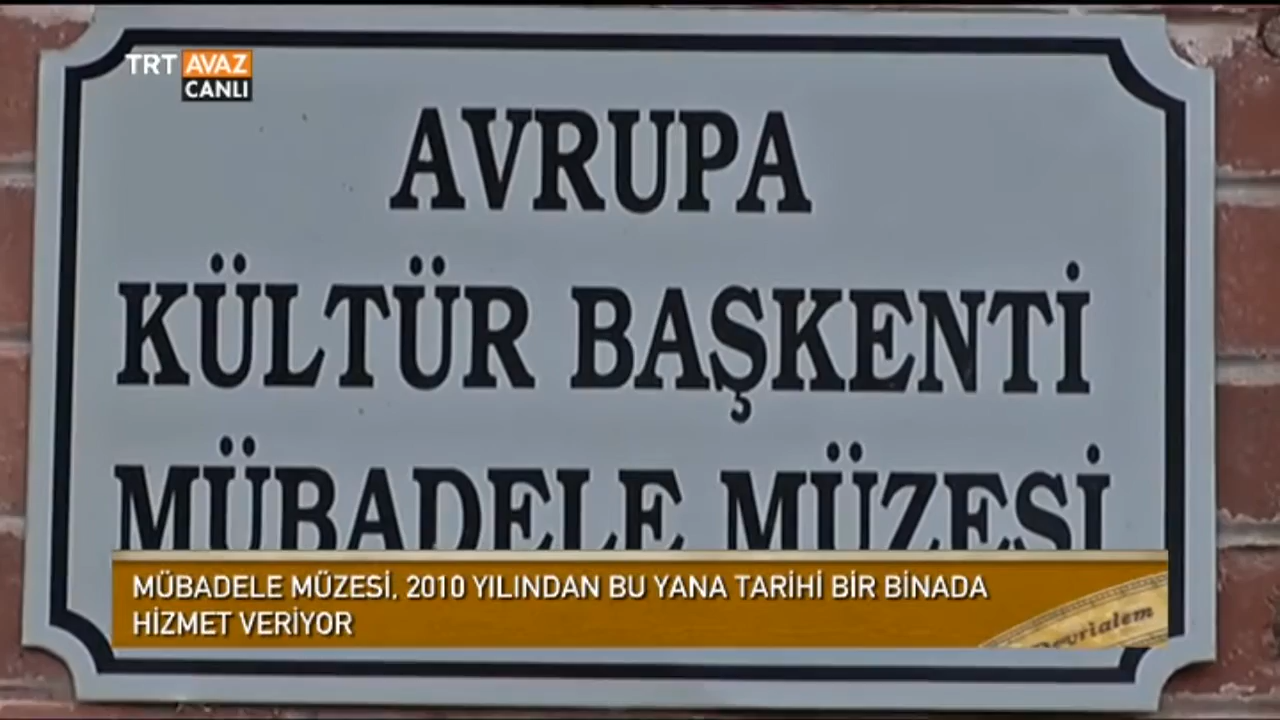 TRT AVAZ
CANLI
AVRUPA
KÜLTÜR BAŞKENTİ
MÜBADELE MÜZESİ
MÜBADELE MÜZESİ, 2010 YILINDAN BU YANA TARİHİ BİR BİNADA
HİZMET VERİYOR
Devrialem